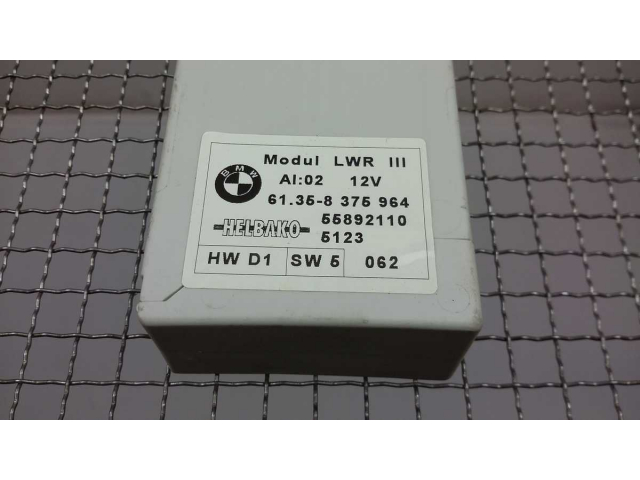 BMW
Modul LWR III
AI:02 12V
61.35-8 375 964
HELBAKO 55892110
5123
HW D1 SW 5 062